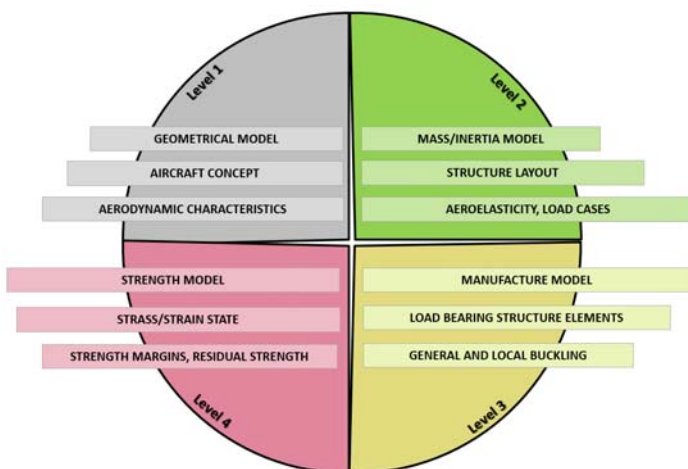 Level 1
GEOMETRICAL MODEL
AIRCRAFT CONCEPT
AERODYNAMIC CHARACTERISTICS
Level 2
MASS/INERTIA MODEL
STRUCTURE LAYOUT
AEROELASTICITY, LOAD CASES
STRENGTH MODEL
STRASS/STRAIN STATE
STRENGTH MARGINS, RESIDUAL STRENGTH
Level 4
MANUFACTURE MODEL
LOAD BEARING STRUCTURE ELEMENTS
GENERAL AND LOCAL BUCKLING
Level 3